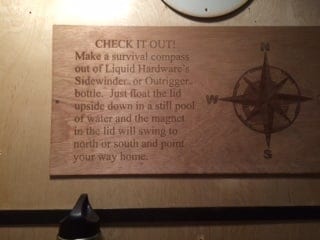 CHECK IT OUT!
Make a survival compass
out of Liquid Hardware's
Sidewinder or Outrigger
bottle. Just float the lid
upside down in a still pool
of water and the magnet
in the lid will swing to
north or south and point
your way home.
N
W
S